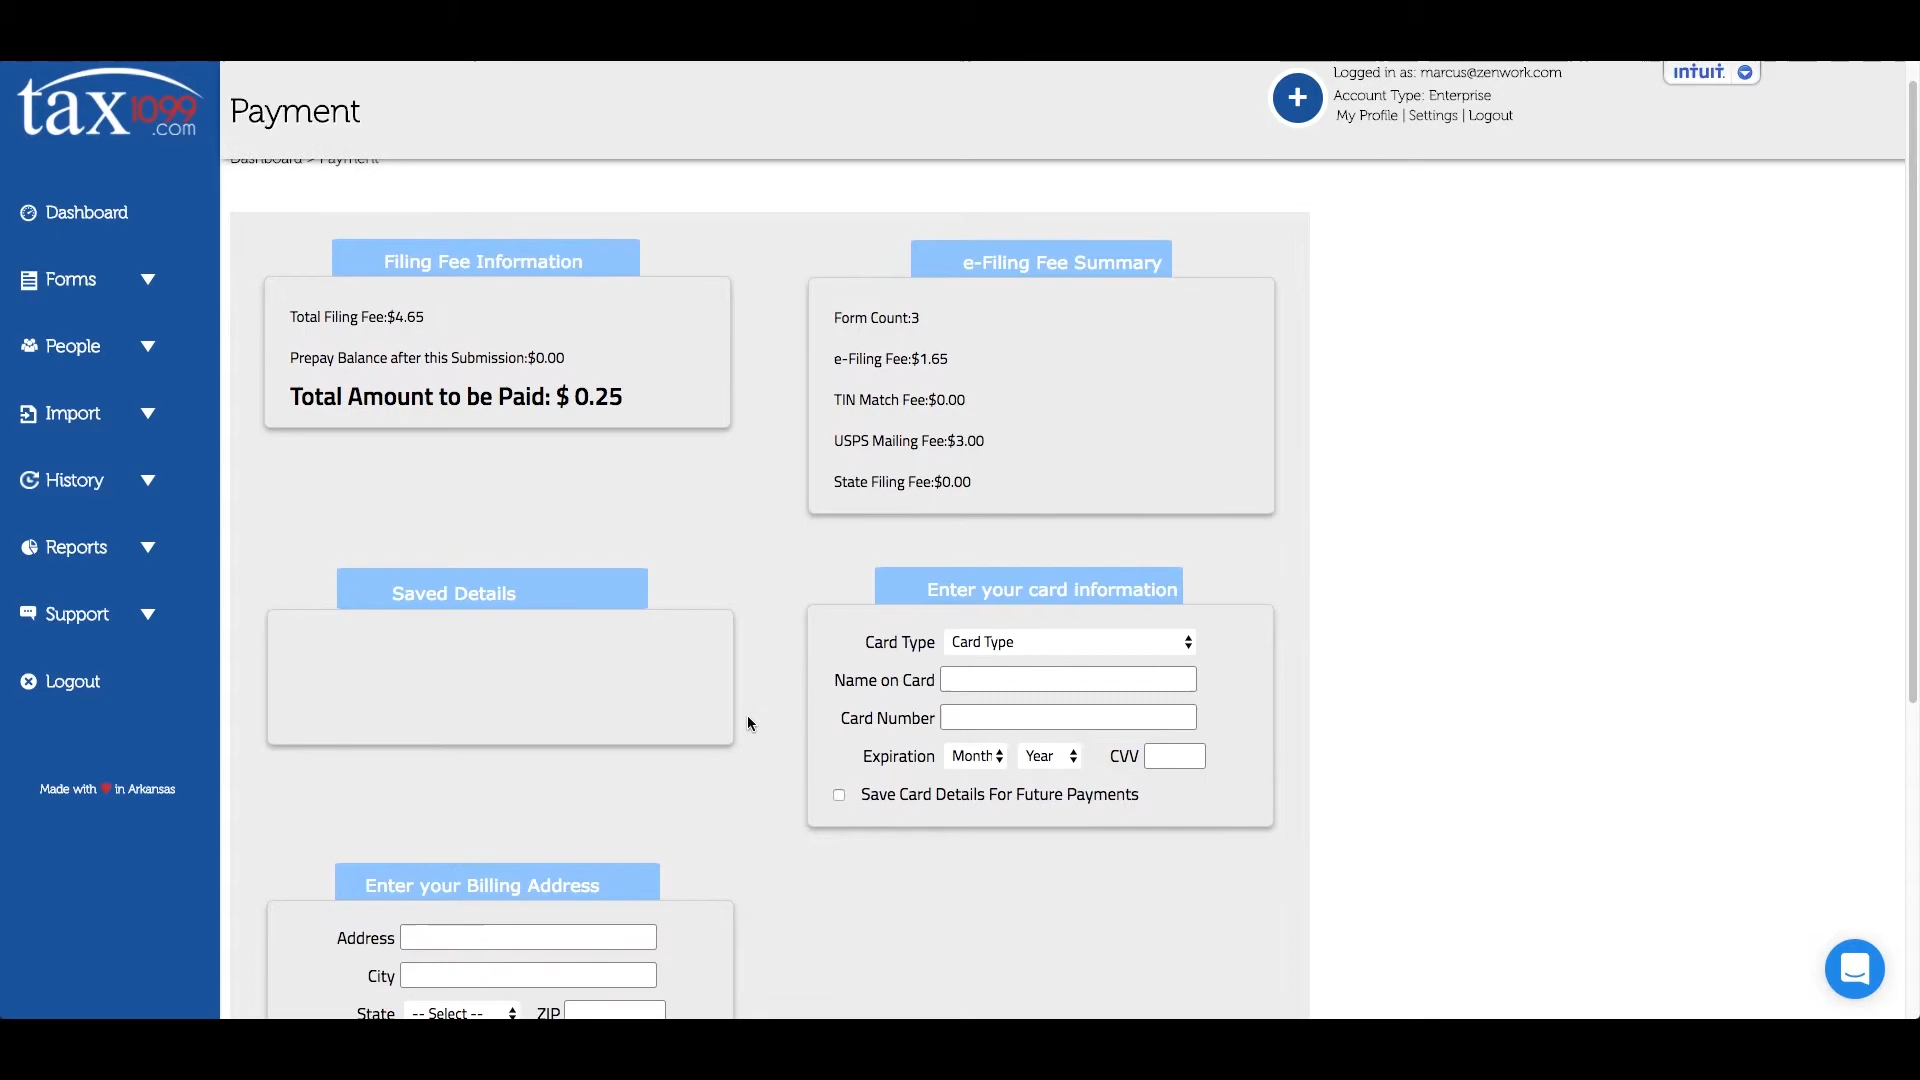 tax1099
.com
Payment
Logged in as: marcus@zenwork.com
Account Type: Enterprise
My Profile | Settings | Logout
intuit.
Dashboard > Payment
Dashboard
Forms
People
Import
History
Reports
Support
Logout
Made with in Arkansas
Filing Fee Information
Total Filing Fee:$4.65
Prepay Balance after this Submission:$0.00
Total Amount to be Paid: $ 0.25
e-Filing Fee Summary
Form Count:3
e-Filing Fee:$1.65
TIN Match Fee:$0.00
USPS Mailing Fee:$3.00
State Filing Fee:$0.00
Saved Details
Enter your card information
Card Type Card Type
Name on Card
Card Number
Expiration Month Year CVV
Save Card Details For Future Payments
Enter your Billing Address
Address
City
State -- Select -- ZIP